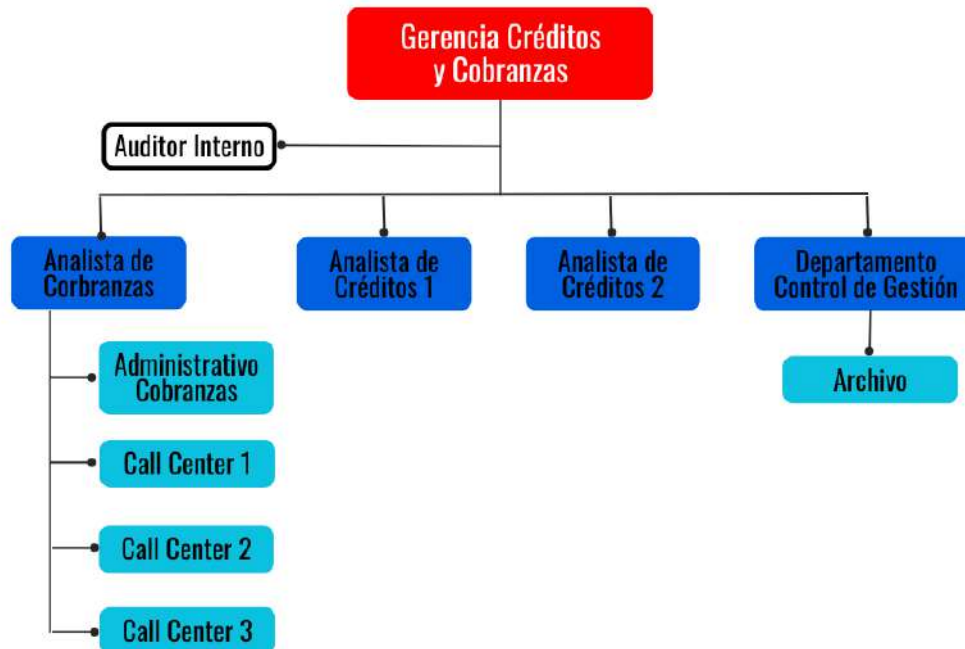 Gerencia Créditos
y Cobranzas
Auditor Interno
Analista de
Corbranzas
Analista de
Créditos 1
Analista de
Créditos 2
Departamento
Control de Gestión
Administrativo
Cobranzas
Archivo
Call Center 1
Call Center 2
Call Center 3